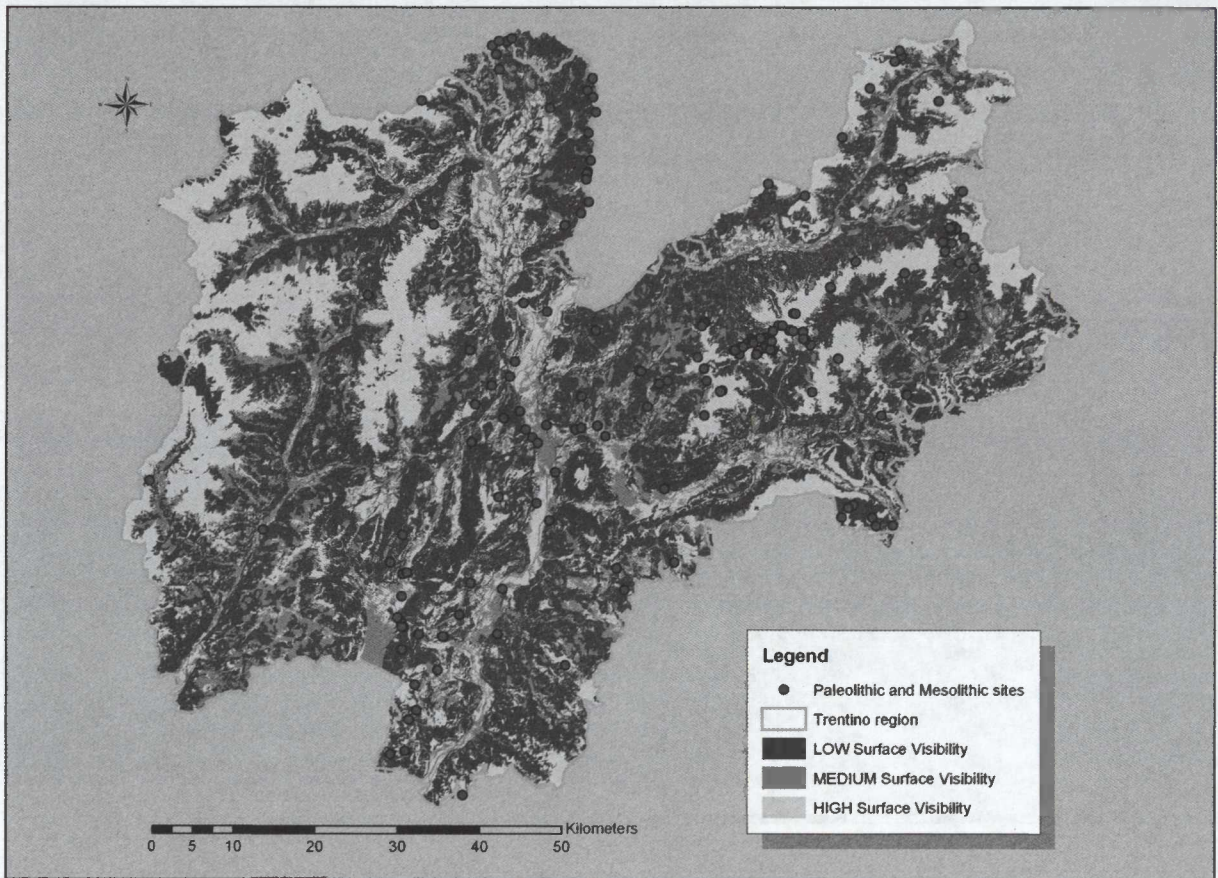 Legend
Paleolithic and Mesolithic sites
Trentino region
LOW Surface Visibility
MEDIUM Surface Visibility
HIGH Surface Visibility
Kilometers
0 5 10 20 30 40 50